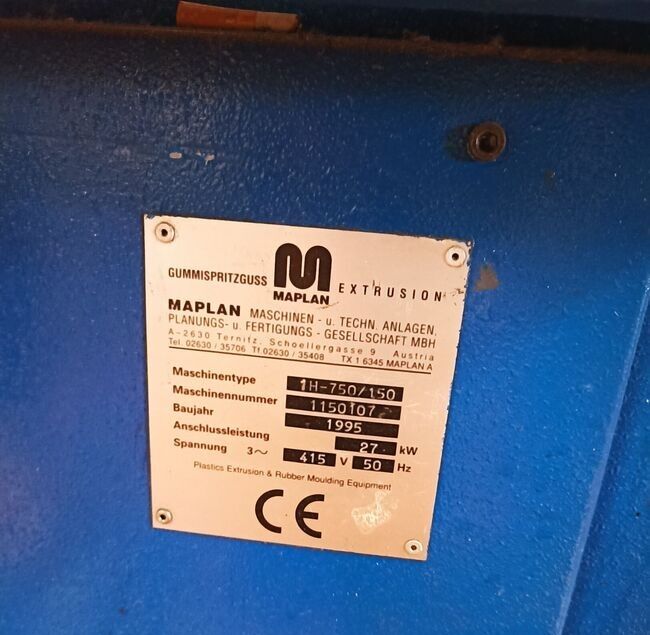 GUMMISPRITZGUSS M EXTRUSION
MAPLAN
MAPLAN MASCHINEN - u. TECHN. ANLAGEN,
PLANUNGS- u. FERTIGUNGS - GESELLSCHAFT MBH
A-2630 Ternitz, Schoellergasse 9 Austria
Tel. 02630 / 35706 Tf. 02630 / 35408 TX 1 6345 MAPLAN A
Maschinentype 1H-750/150
Maschinennummer 1150107
Baujahr 1995
Anschlussleistung 27 kW
Spannung 3~ 415 V 50 Hz
Plastics Extrusion & Rubber Moulding Equipment
CE